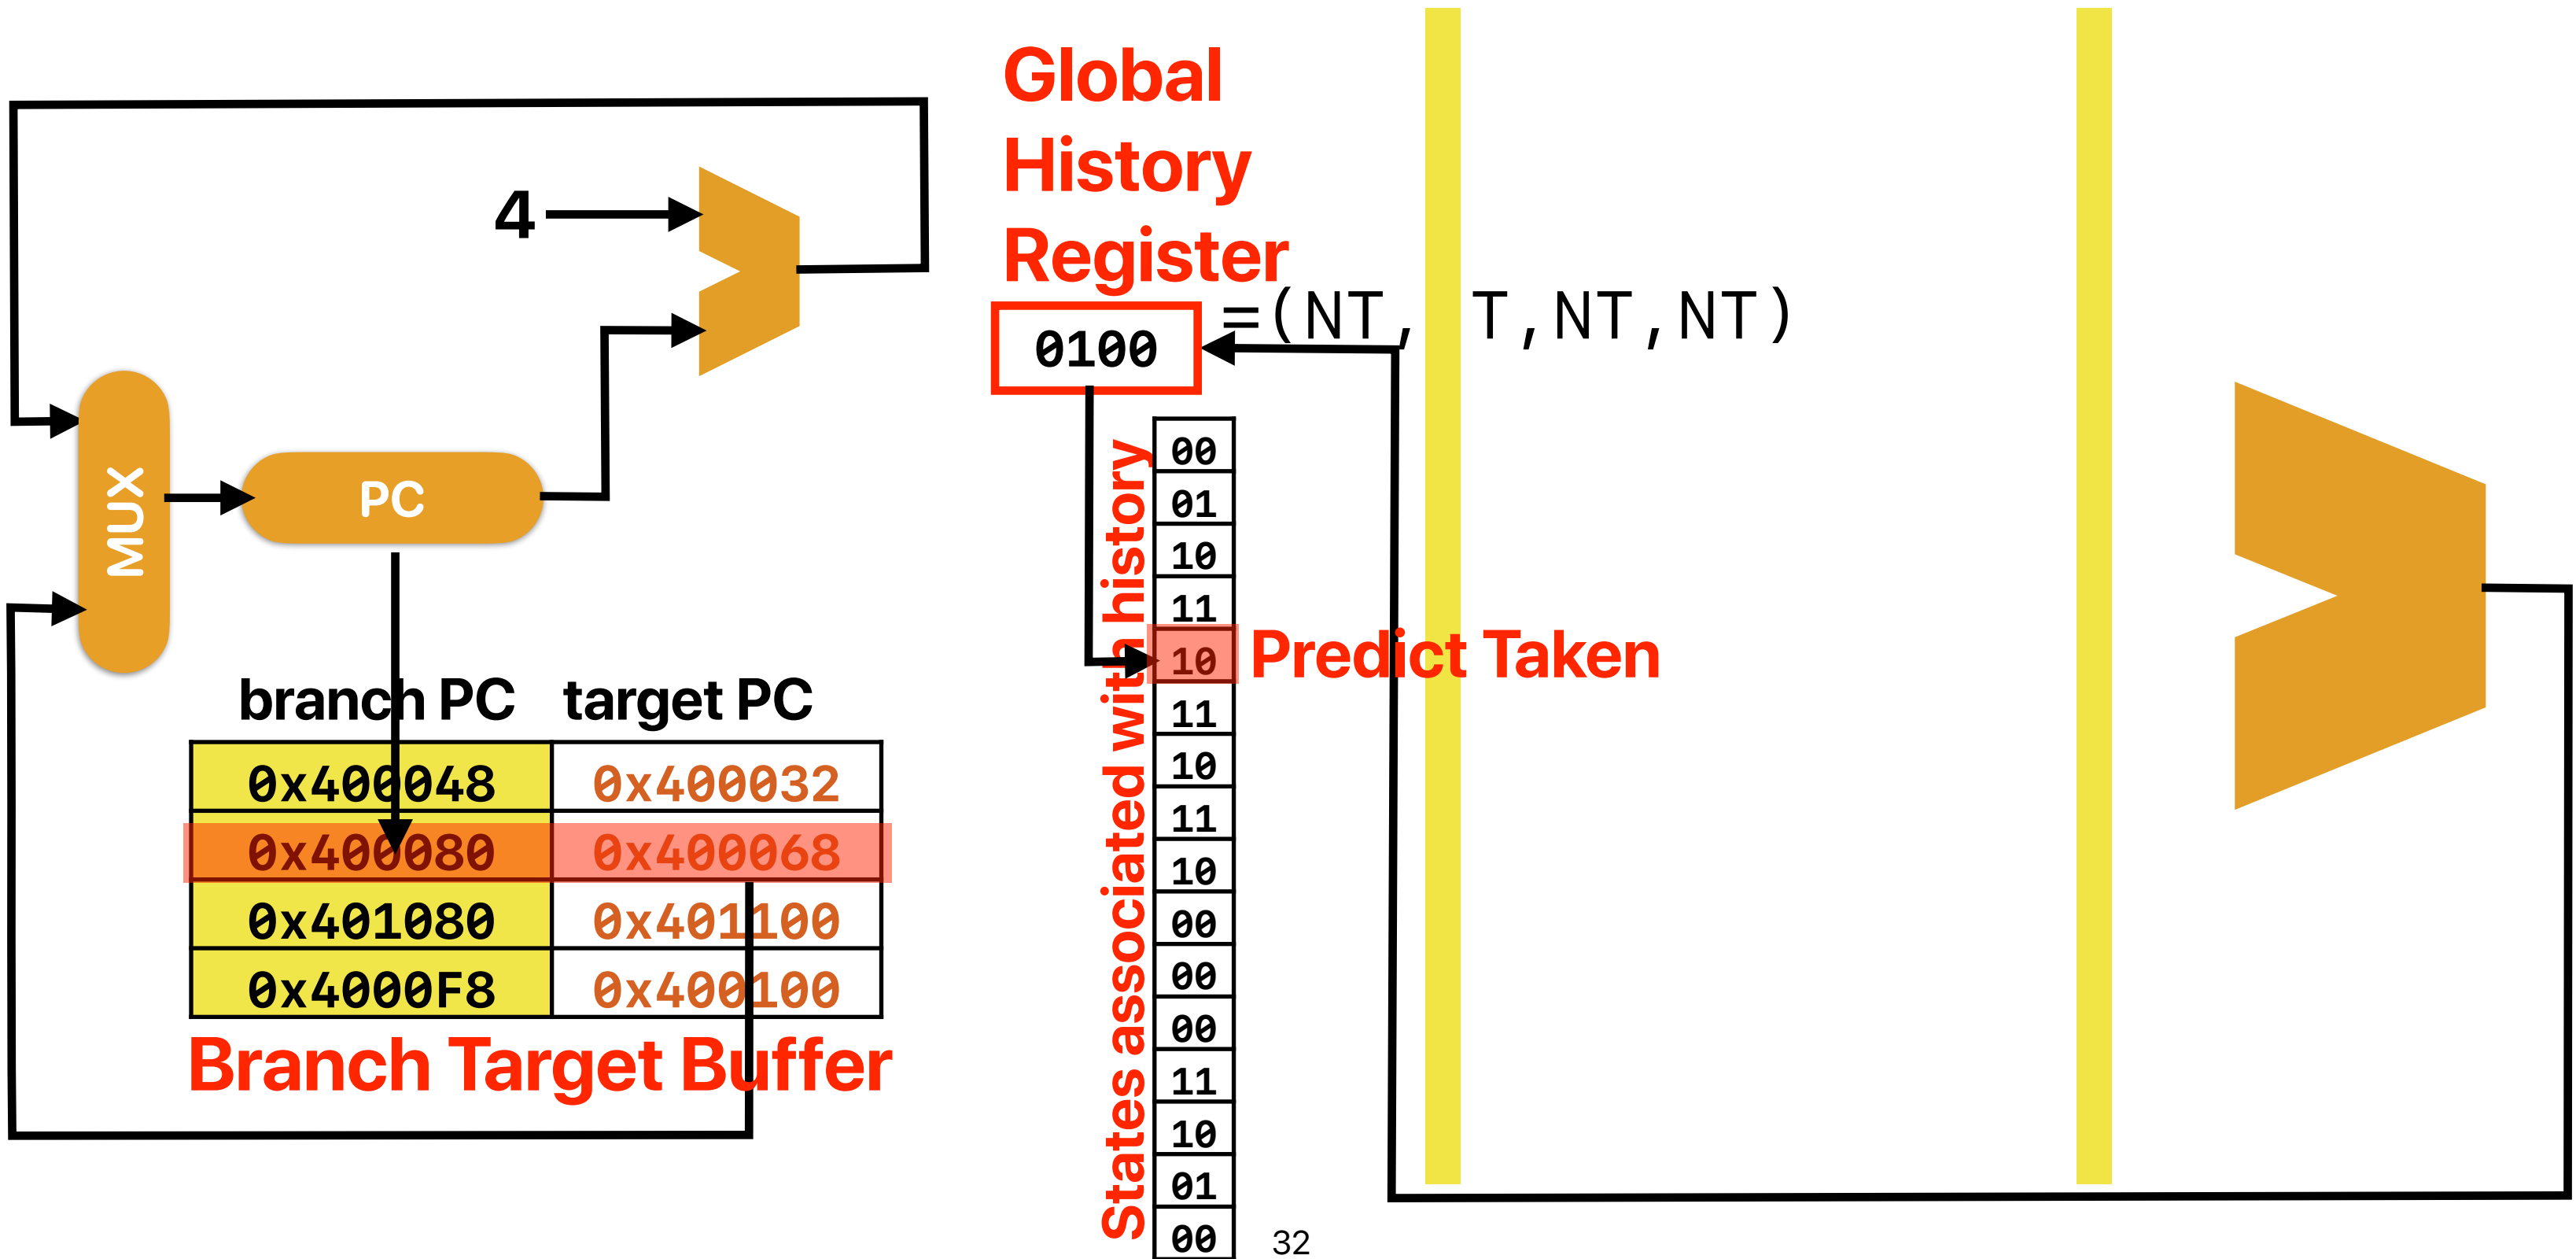 Global
History
Register
4
=(NT, T,NT,NT)
0100
MUX
PC
States associated with history
00
01
10
11
10
Predict Taken
11
10
11
10
00
00
00
11
10
01
00
branch PC target PC
0x400048 0x400032
0x400080 0x400068
0x401080 0x401100
0x4000F8 0x400100
Branch Target Buffer
32